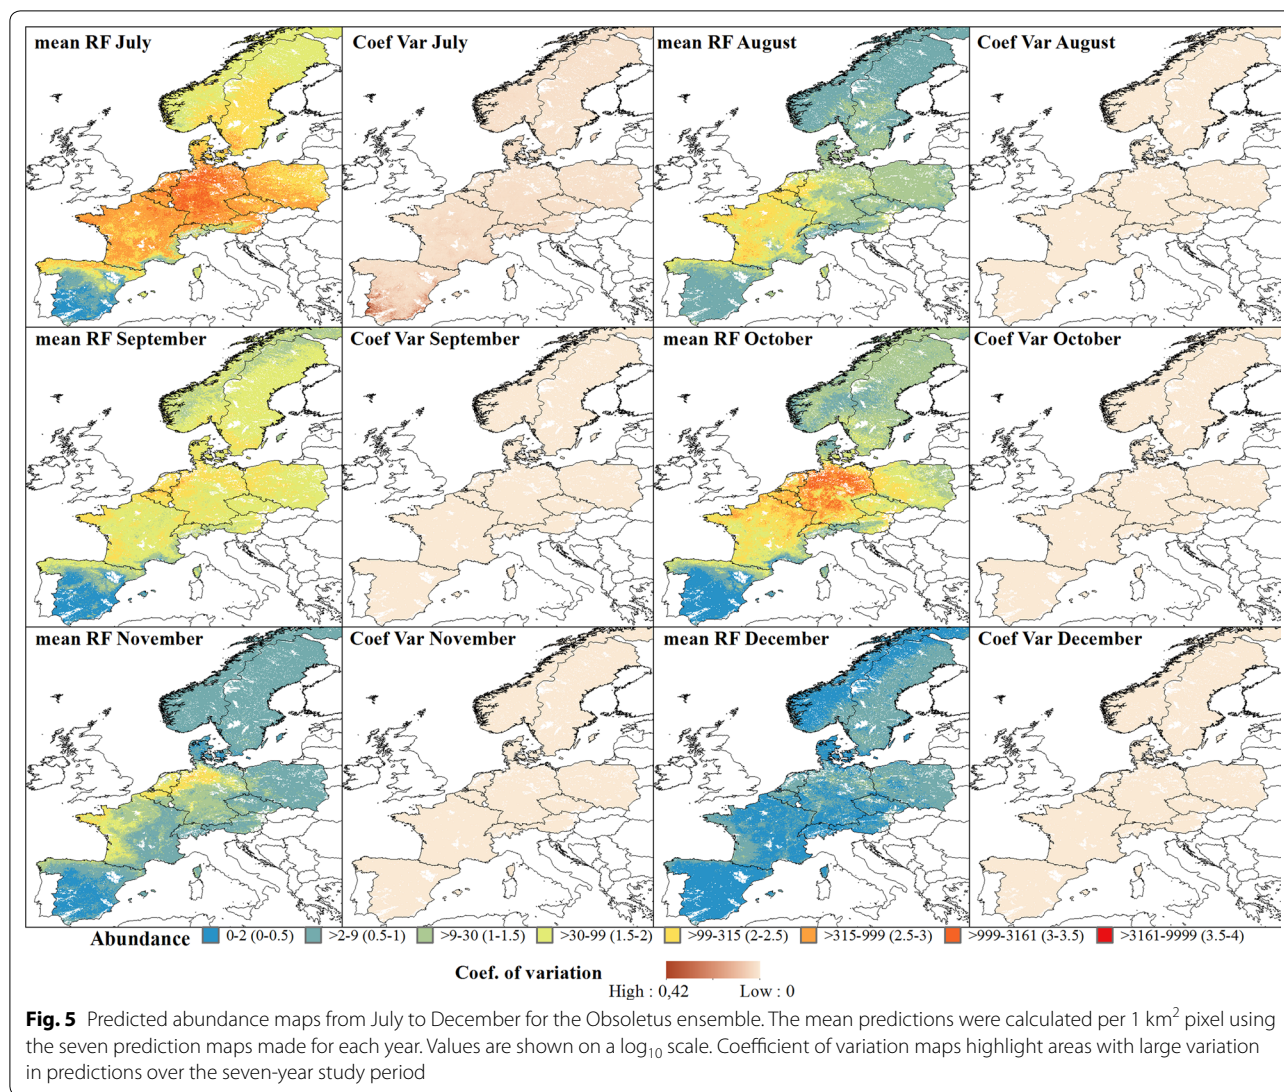 mean RF July
Coef Var July
mean RF August
Coef Var August
mean RF September
Coef Var September
mean RF October
Coef Var October
mean RF November
Coef Var November
mean RF December
Coef Var December
Abundance 0-2 (0-0.5) >2-9 (0.5-1) >9-30 (1-1.5) >30-99 (1.5-2) >99-315 (2-2.5) >315-999 (2.5-3) >999-3161 (3-3.5) >3161-9999 (3.5-4)
Coef. of variation
High : 0,42 Low : 0
Fig. 5 Predicted abundance maps from July to December for the Obsoletus ensemble. The mean predictions were calculated per 1 km² pixel using
the seven prediction maps made for each year. Values are shown on a log₁₀ scale. Coefficient of variation maps highlight areas with large variation
in predictions over the seven-year study period